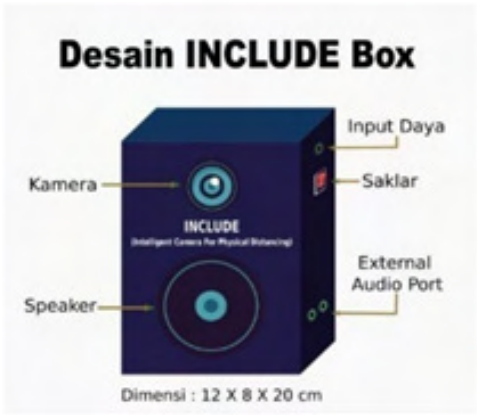 Desain INCLUDE Box
Input Daya
Kamera
Saklar
INCLUDE
(Intelligent Camera For Physical Distancing)
External
Audio Port
Speaker
Dimensi : 12 X 8 X 20 cm